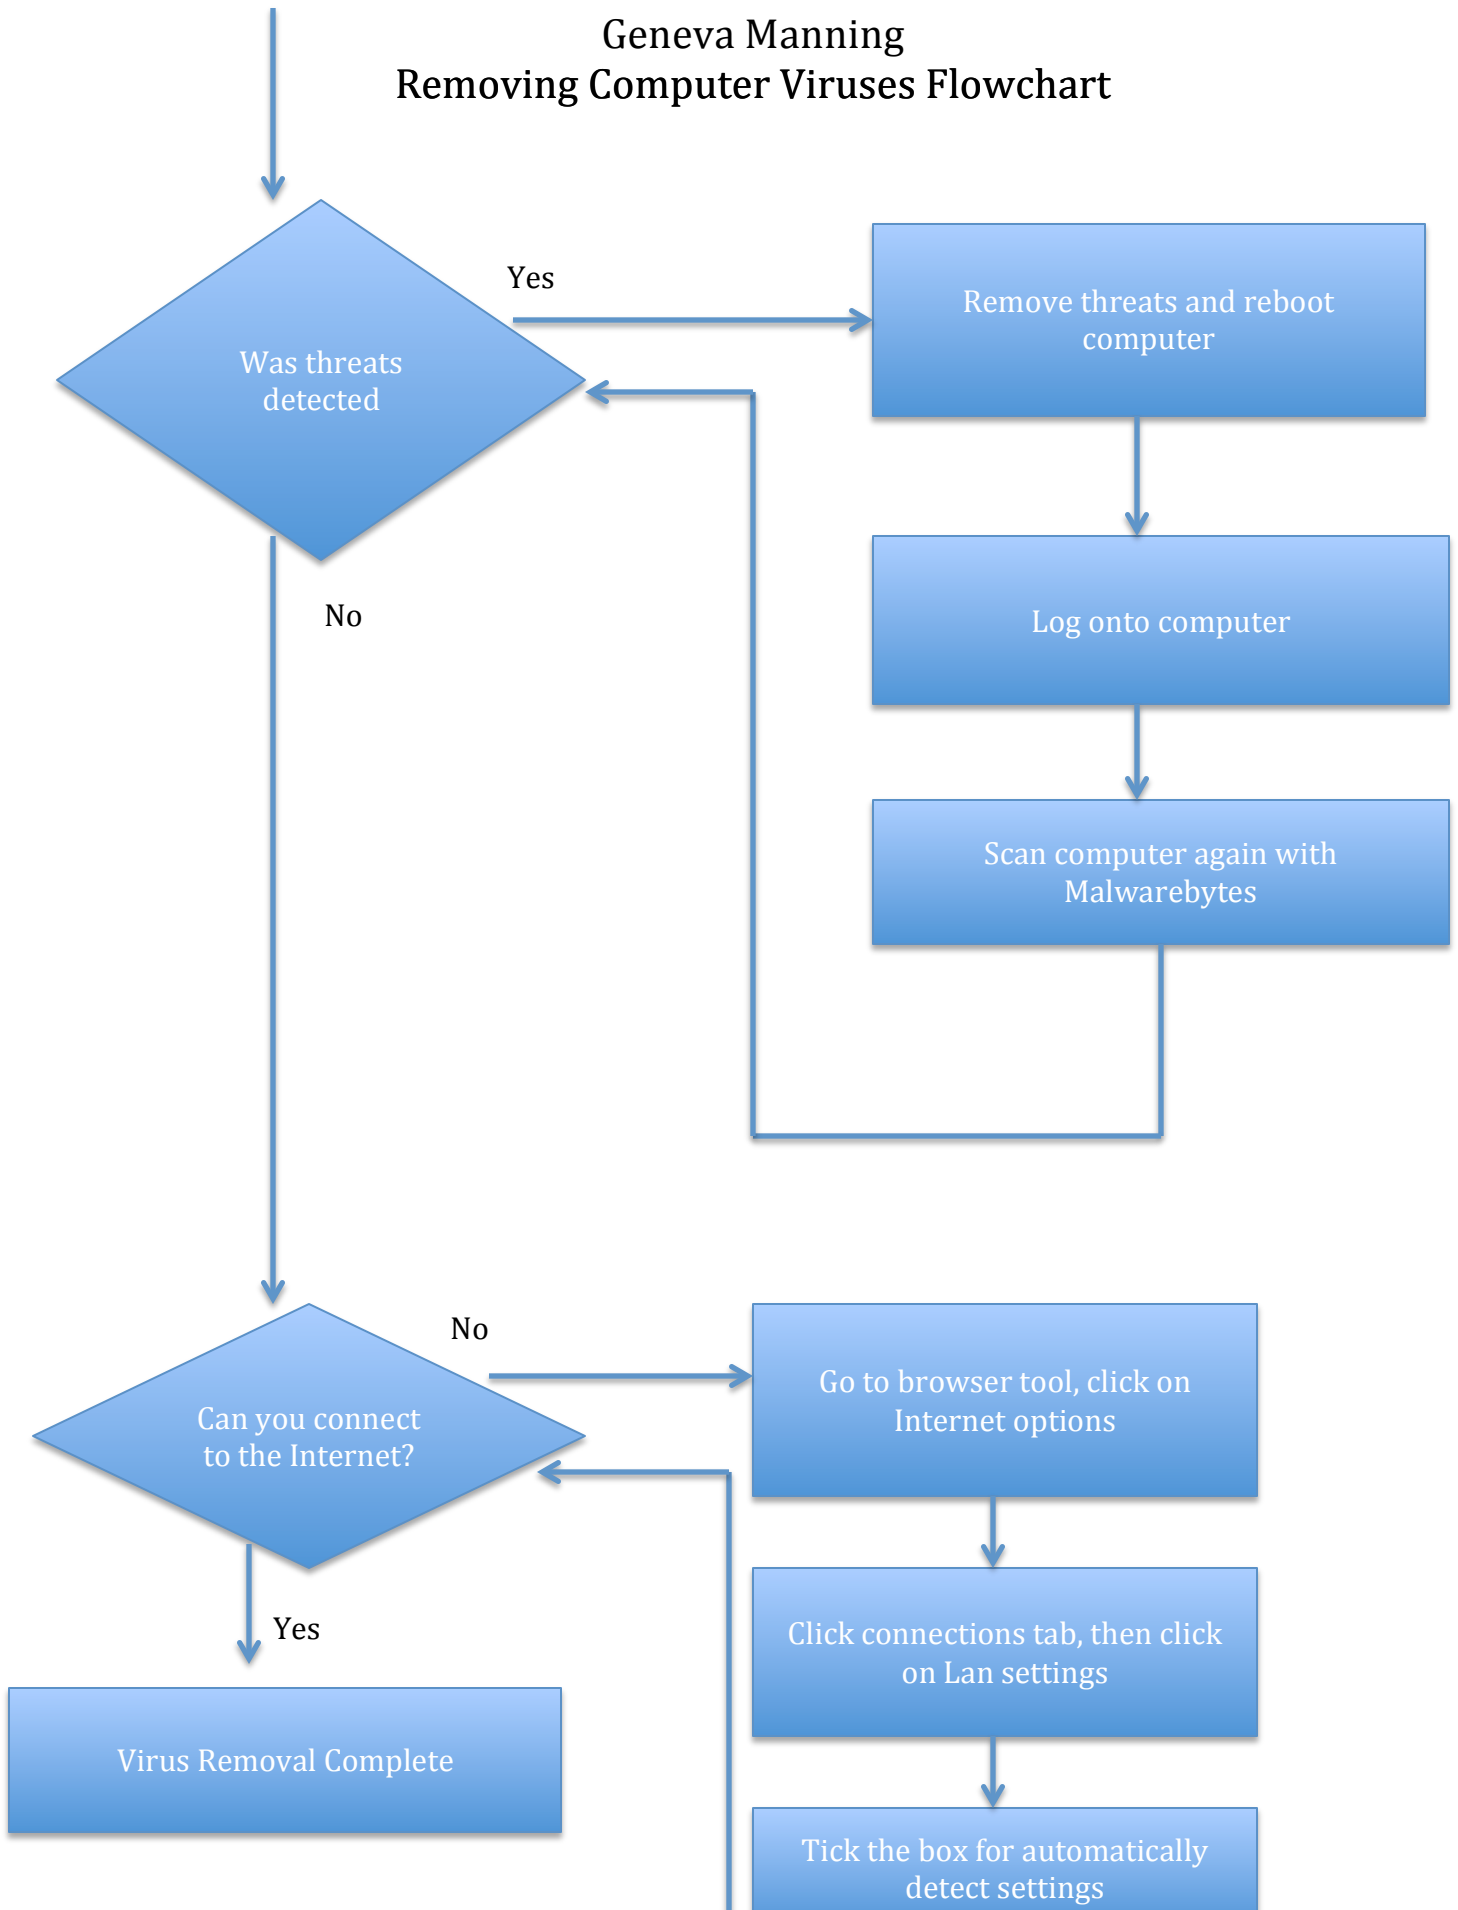 Geneva Manning
Removing Computer Viruses Flowchart
Yes
Remove threats and reboot
computer
Was threats
detected
No
Log onto computer
Scan computer again with
Malwarebytes
No
Go to browser tool, click on
Internet options
Can you connect
to the Internet?
Yes
Click connections tab, then click
on Lan settings
Virus Removal Complete
Tick the box for automatically
detect settings